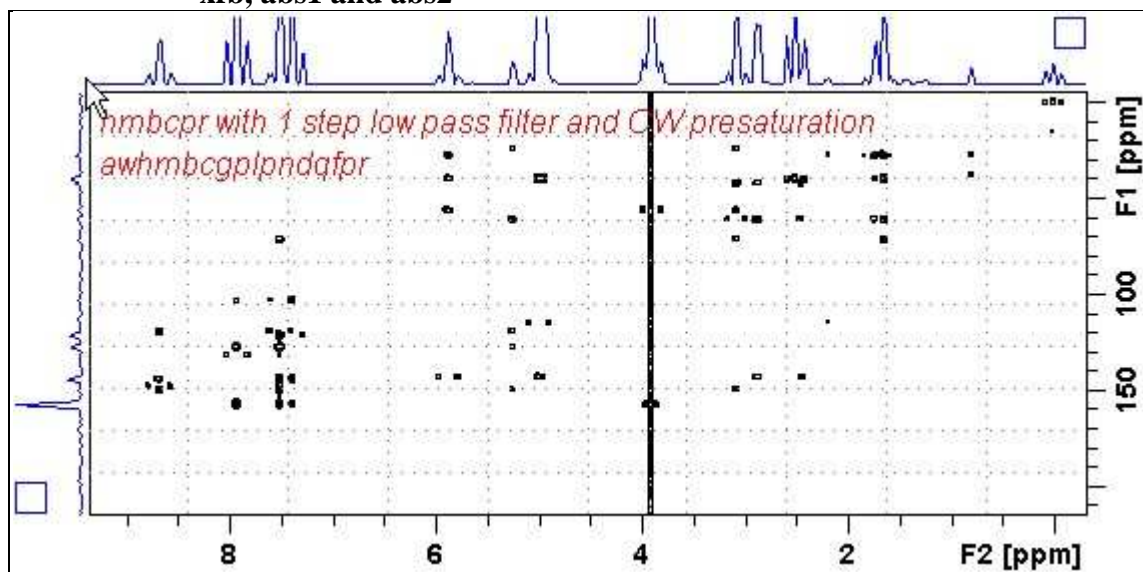 xfb, abs1 and abs2
hmbcpr with 1 step low pass filter and CW presaturation
awhmbcgplpndqfpr
F1 [ppm]
100
150
8
6
4
2
F2 [ppm]